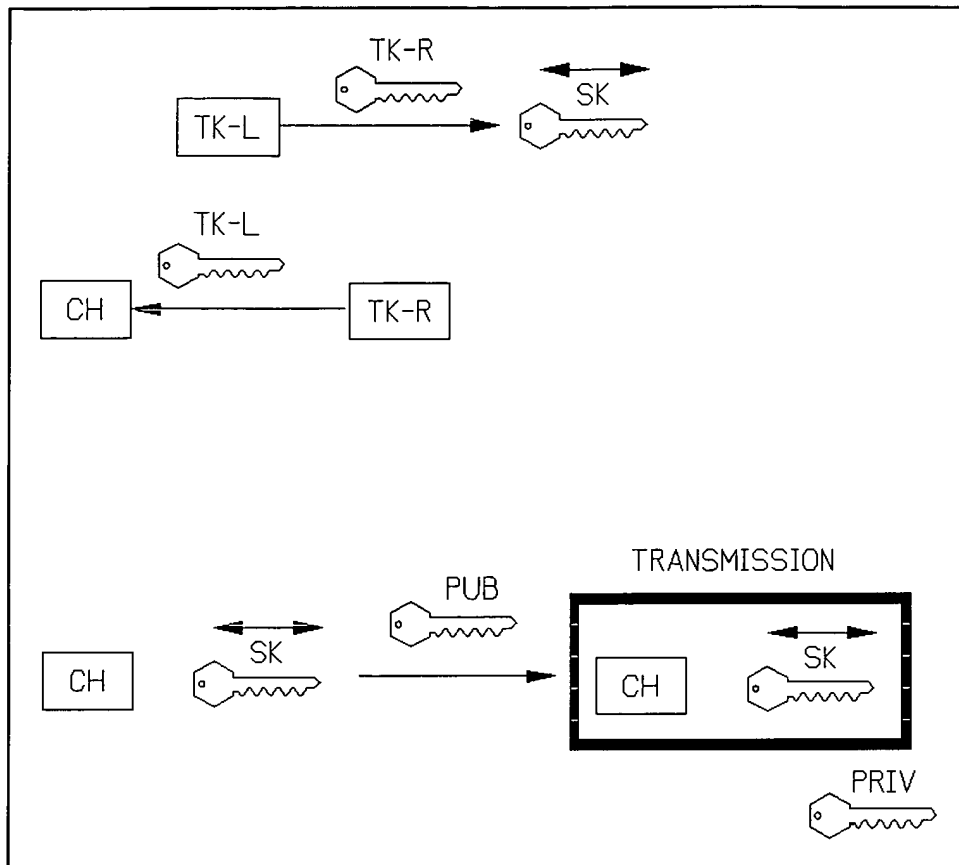 TK-R
SK
TK-L
TK-L
CH
TK-R
TRANSMISSION
PUB
SK
SK
CH
CH
PRIV